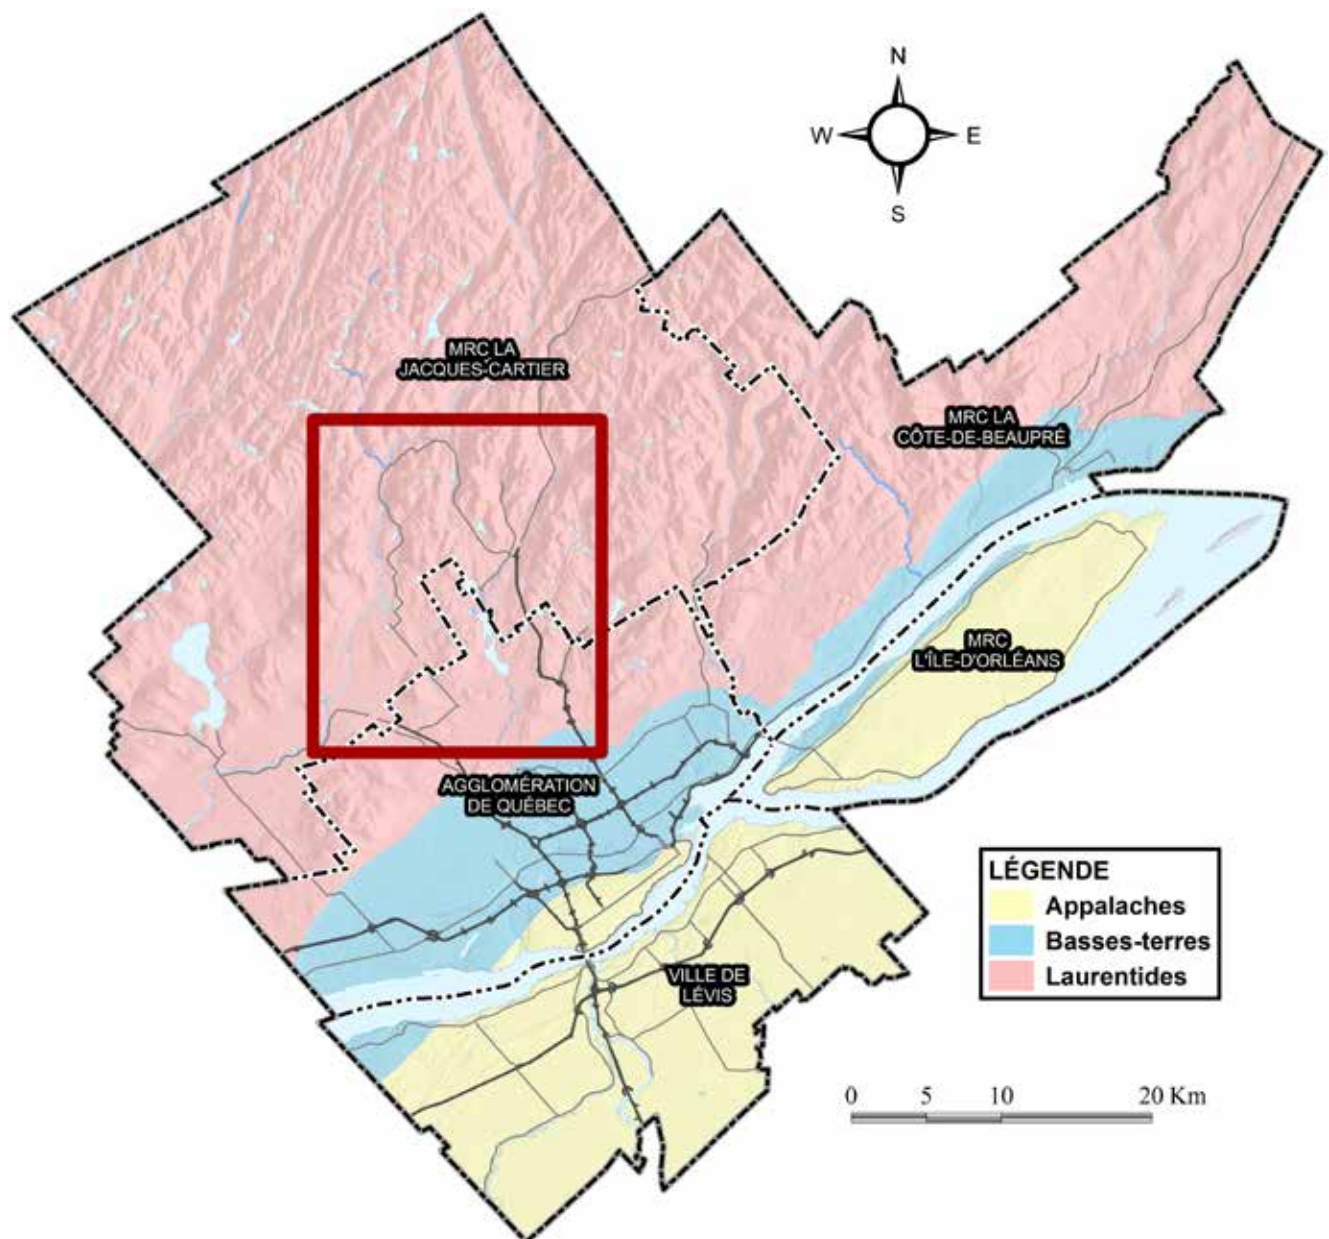 N
W E
S
MRC LA
JACQUES-CARTIER
MRC LA
CÔTE-DE-BEAUPRÉ
MRC
L'ÎLE-D'ORLÉANS
AGGLOMÉRATION
DE QUÉBEC
VILLE DE
LÉVIS
LÉGENDE
Appalaches
Basses-terres
Laurentides
0 5 10 20 Km